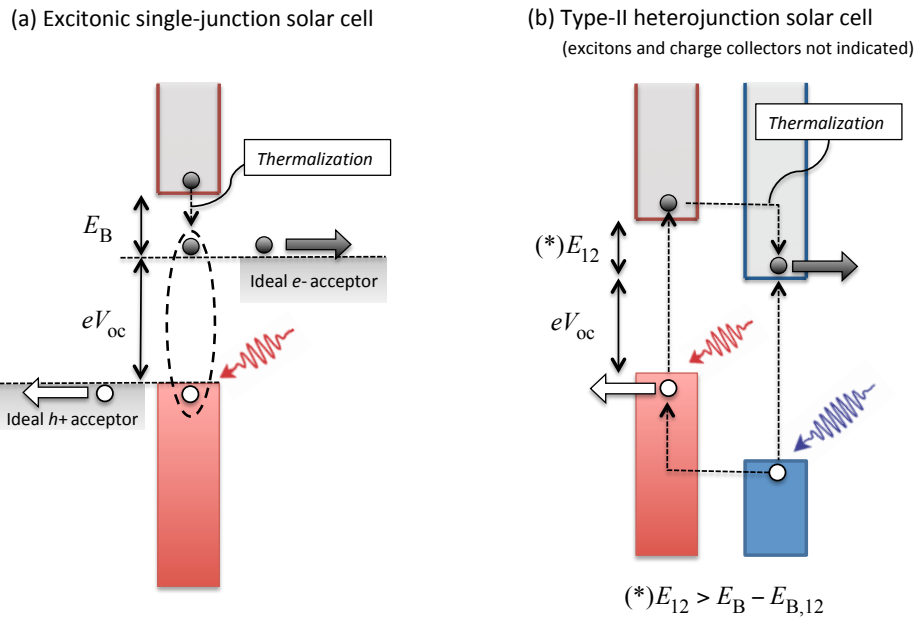 (a) Excitonic single-junction solar cell
Thermalization
E_B
Ideal e- acceptor
eV_oc
Ideal h+ acceptor
(b) Type-II heterojunction solar cell
(excitons and charge collectors not indicated)
Thermalization
(*)E_12
eV_oc
(*)E_12 > E_B − E_B,12